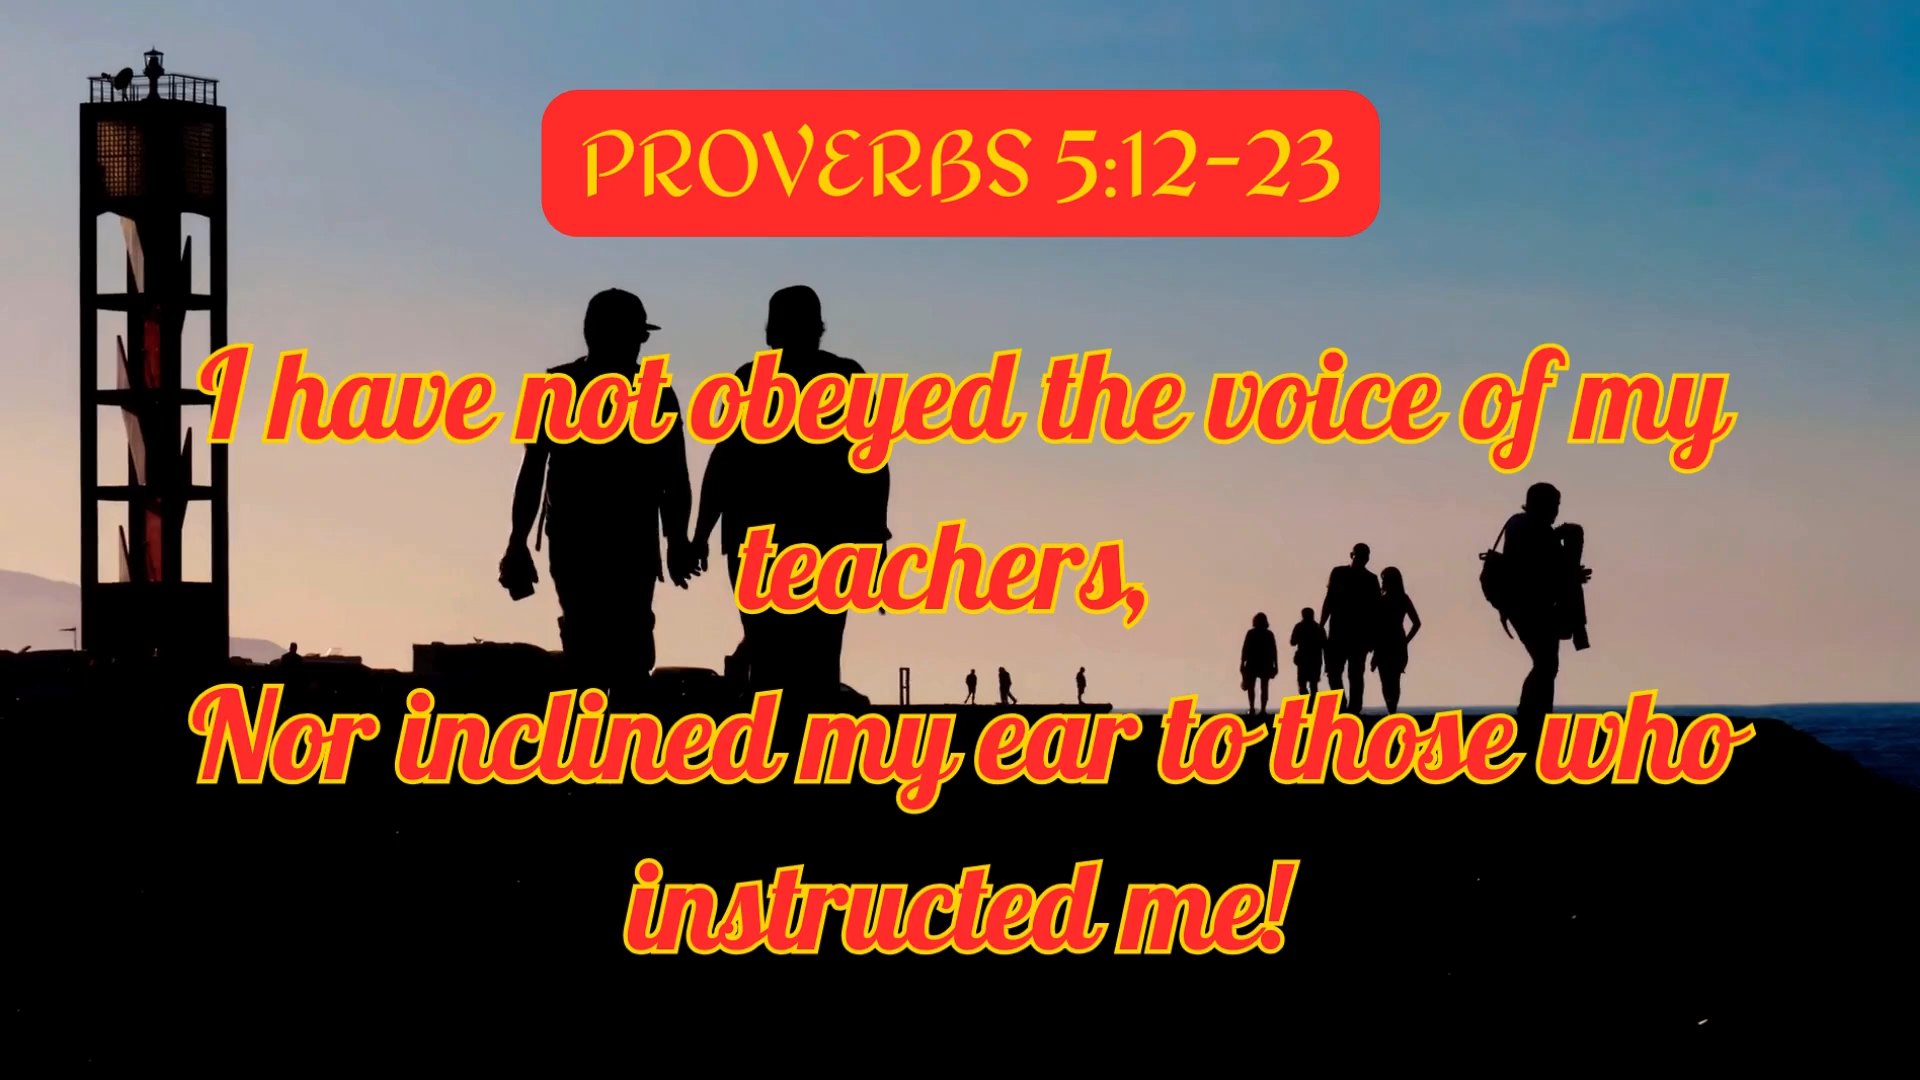 PROVERBS 5:12-23
I have not obeyed the voice of my
teachers,
Nor inclined my ear to those who
instructed me!